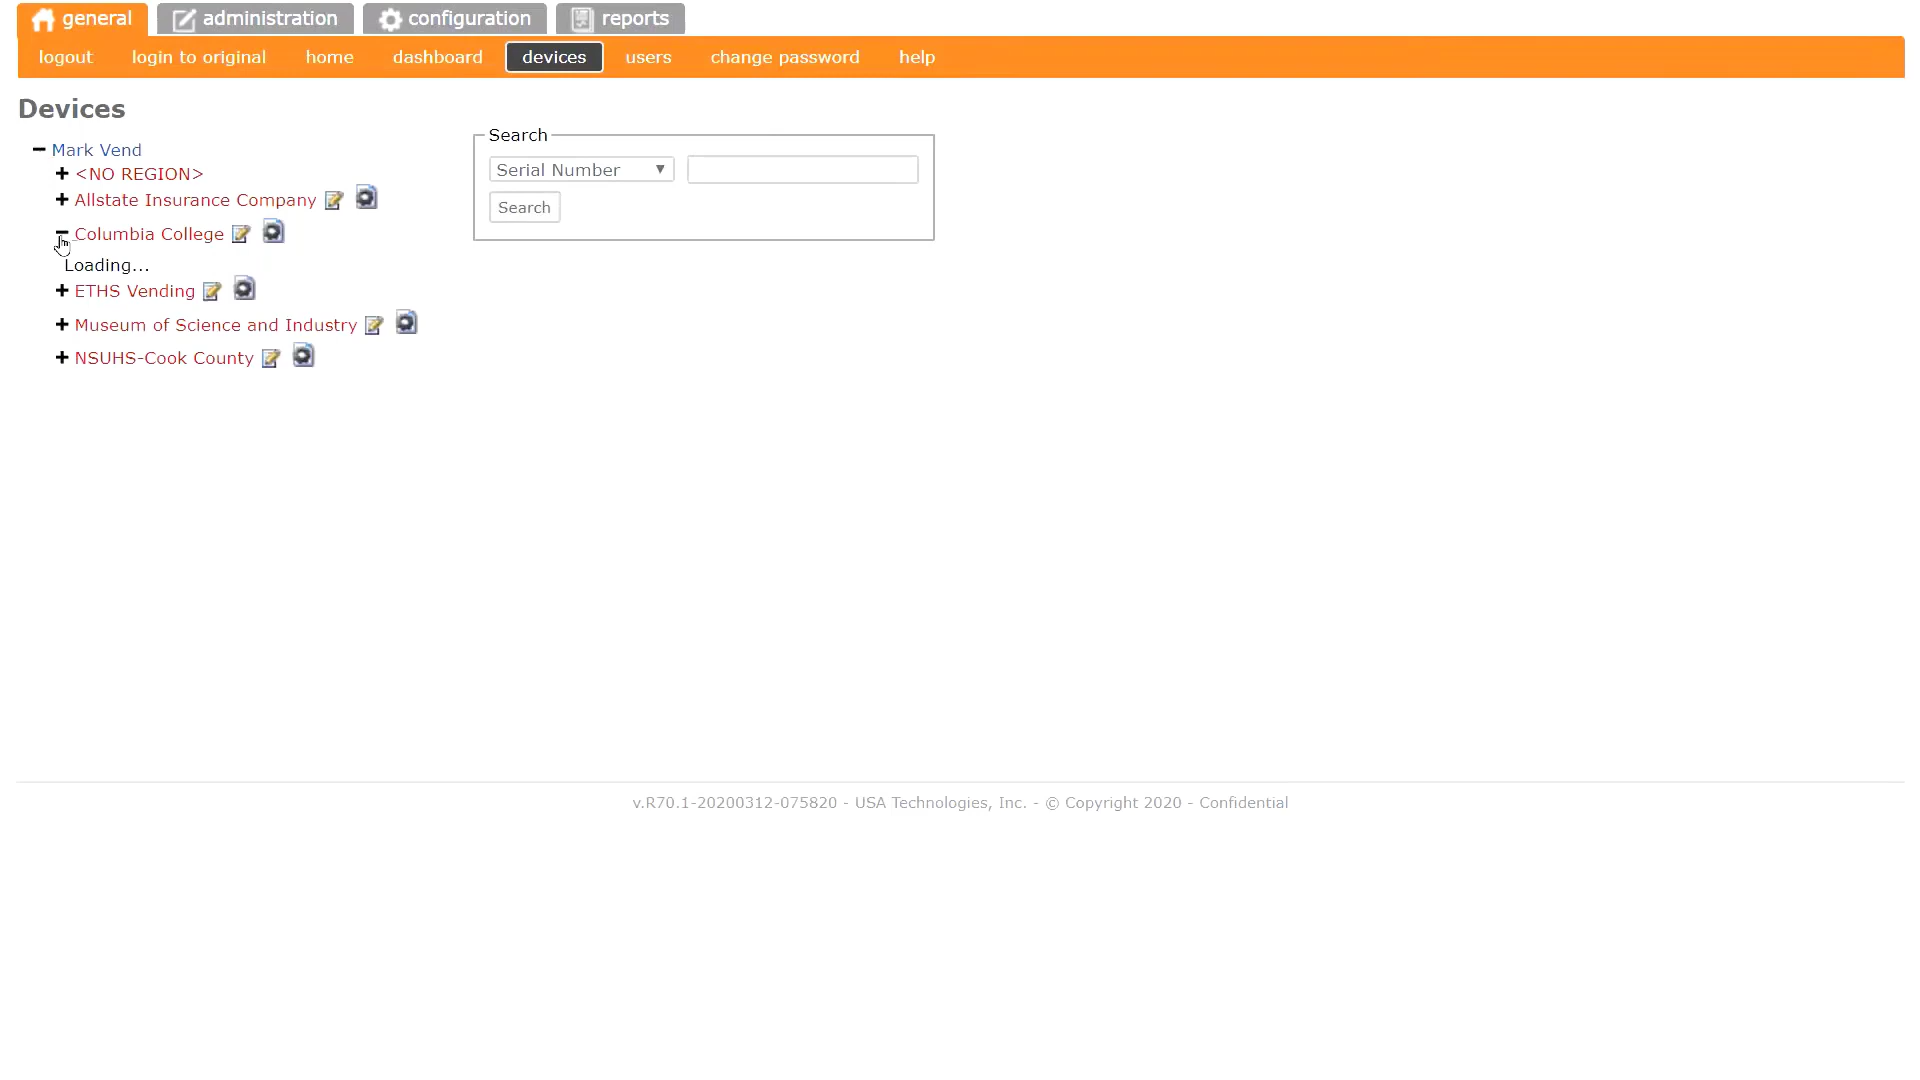 general administration configuration reports
logout login to original home dashboard devices users change password help
Devices
Mark Vend
<NO REGION>
Allstate Insurance Company
Columbia College
Loading...
ETHS Vending
Museum of Science and Industry
NSUHS-Cook County
Search
Serial Number
Search
v.R70.1-20200312-075820 - USA Technologies, Inc. - © Copyright 2020 - Confidential